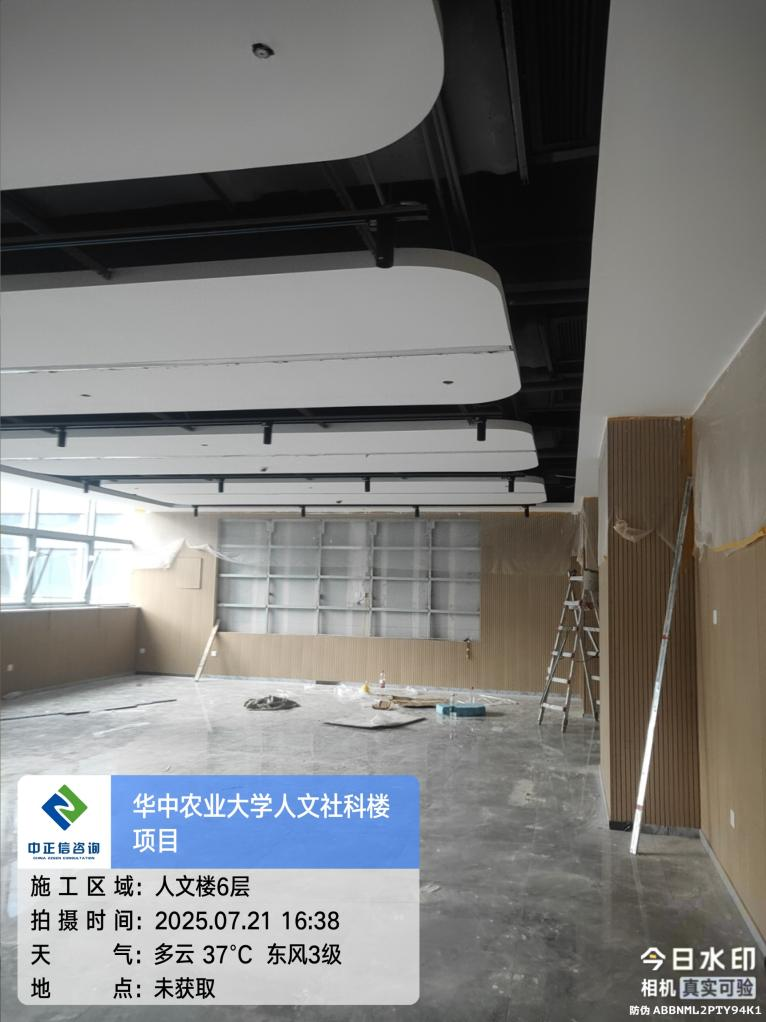 中正信咨询
CHINA ZZXIN CONSULTATION
华中农业大学人文社科楼
项目
施工区域：人文楼6层
拍摄时间：2025.07.21 16:38
天气：多云 37°C 东风3级
地点：未获取
今日水印
相机 真实可验
防伪 ABBNML2PTY94K1